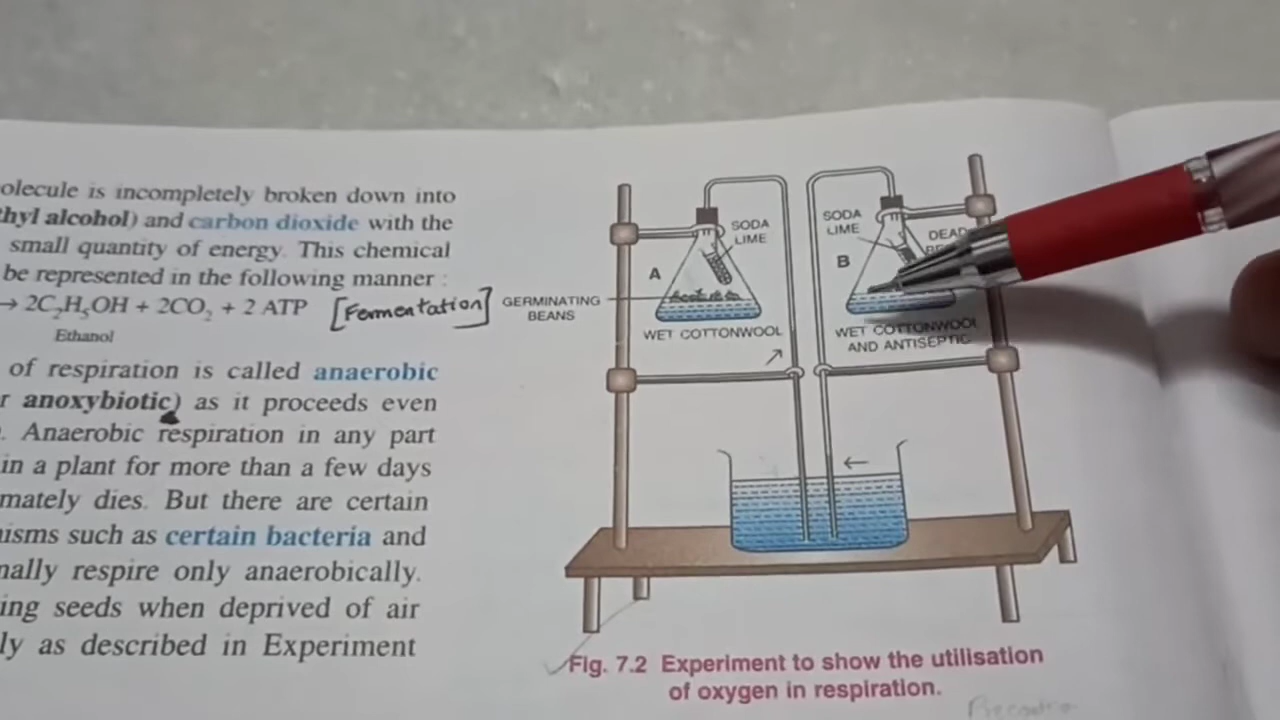 olecule is incompletely broken down into
thyl alcohol) and carbon dioxide with the
small quantity of energy. This chemical
be represented in the following manner :
→ 2C₂H₅OH + 2CO₂ + 2 ATP [Fermentation]
Ethanol
of respiration is called anaerobic
r anoxybiotic) as it proceeds even
. Anaerobic respiration in any part
in a plant for more than a few days
mately dies. But there are certain
isms such as certain bacteria and
nally respire only anaerobically.
ing seeds when deprived of air
ly as described in Experiment
SODA
LIME
A
GERMINATING
BEANS
WET COTTONWOOL
SODA
LIME
DEAD
B
WET COTTONWOOL
AND ANTISEPTIC
Fig. 7.2 Experiment to show the utilisation
of oxygen in respiration.